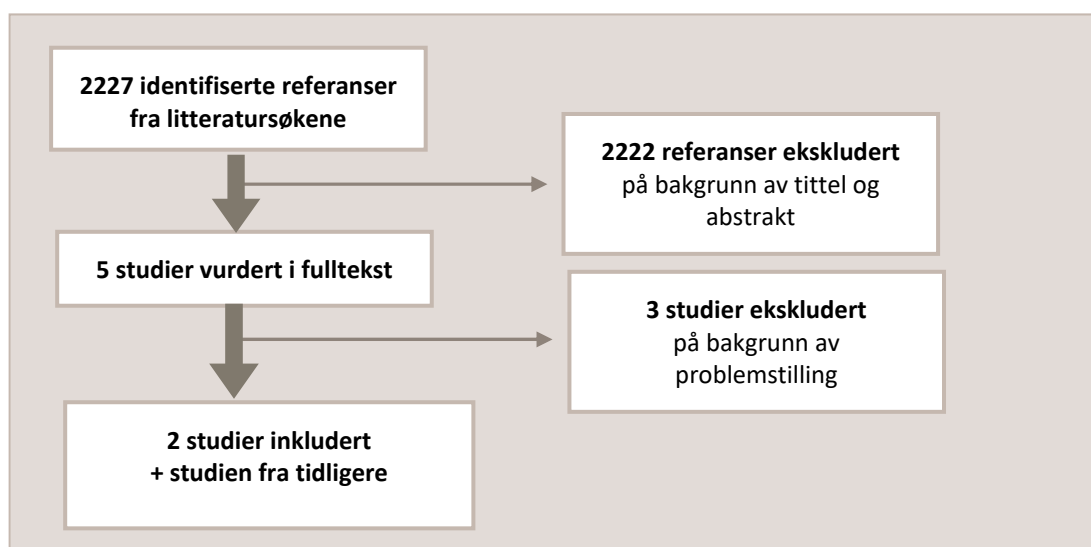 2227 identifiserte referanser
fra litteratursøkene
2222 referanser ekskludert
på bakgrunn av tittel og
abstrakt
5 studier vurdert i fulltekst
3 studier ekskludert
på bakgrunn av
problemstilling
2 studier inkludert
+ studien fra tidligere